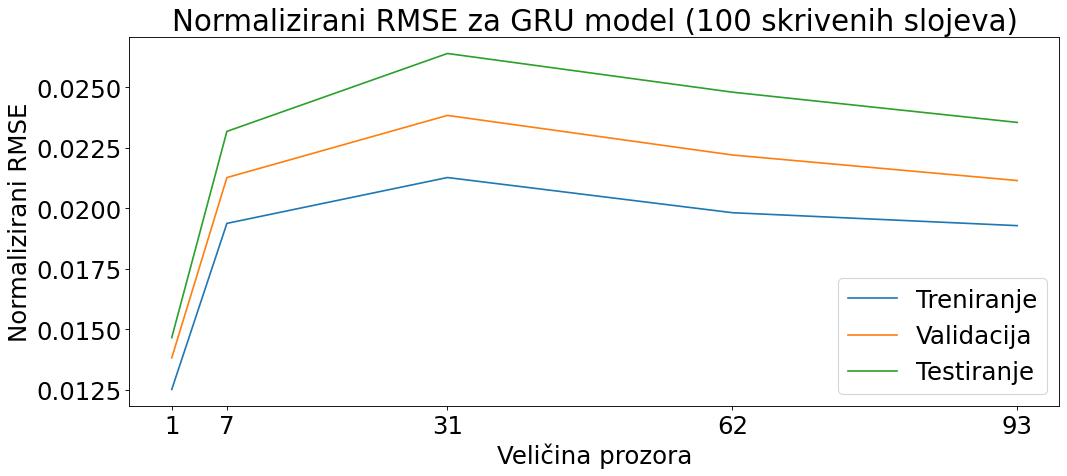 Normalizirani RMSE za GRU model (100 skrivenih slojeva)
Normalizirani RMSE
0.0250
0.0225
0.0200
0.0175
0.0150
0.0125
Treniranje
Validacija
Testiranje
1 7 31 62 93
Veličina prozora